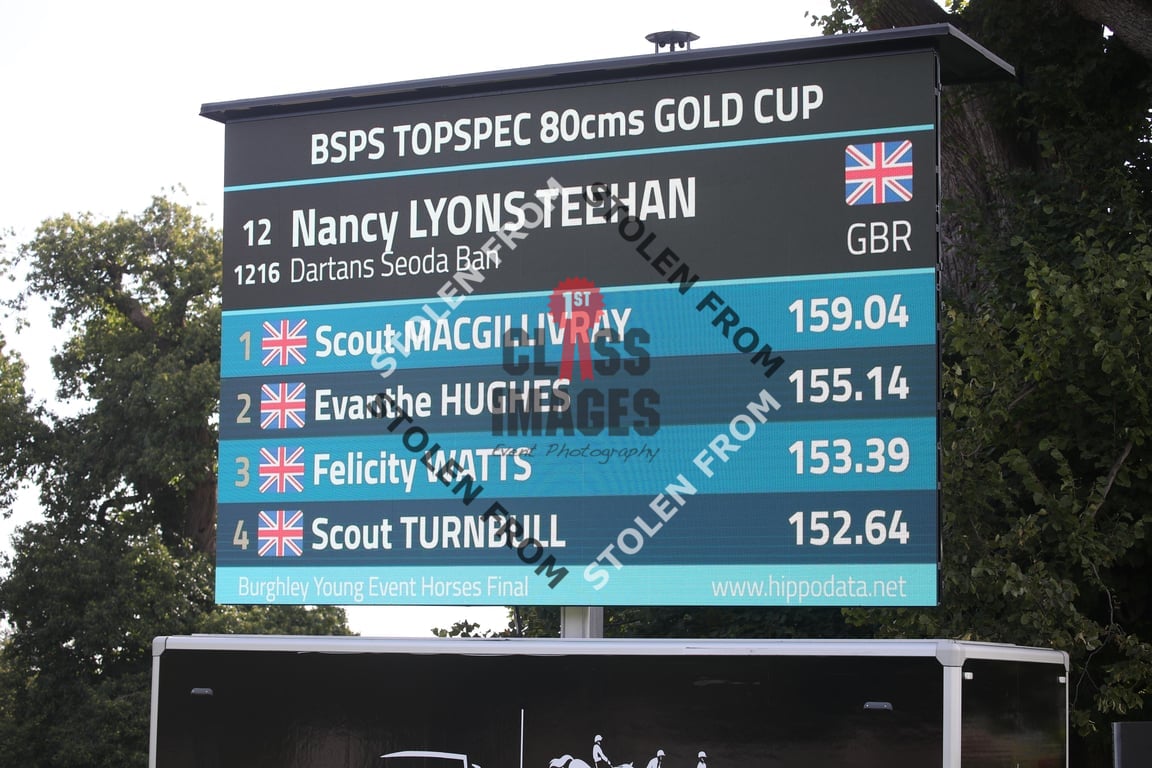 BSPS TOPSPEC 80cms GOLD CUP
12 Nancy LYONS TEEHAN
GBR
1216 Dartans Seoda Ban
1 Scout MACGILLIVRAY 159.04
2 Evanthe HUGHES 155.14
3 Felicity WATTS 153.39
4 Scout TURNBULL 152.64
Burghley Young Event Horses Final www.hippodata.net
STOLEN FROM
STOLEN FROM
1ST
CLASS
IMAGES
Event Photography
STOLEN FROM
STOLEN FROM